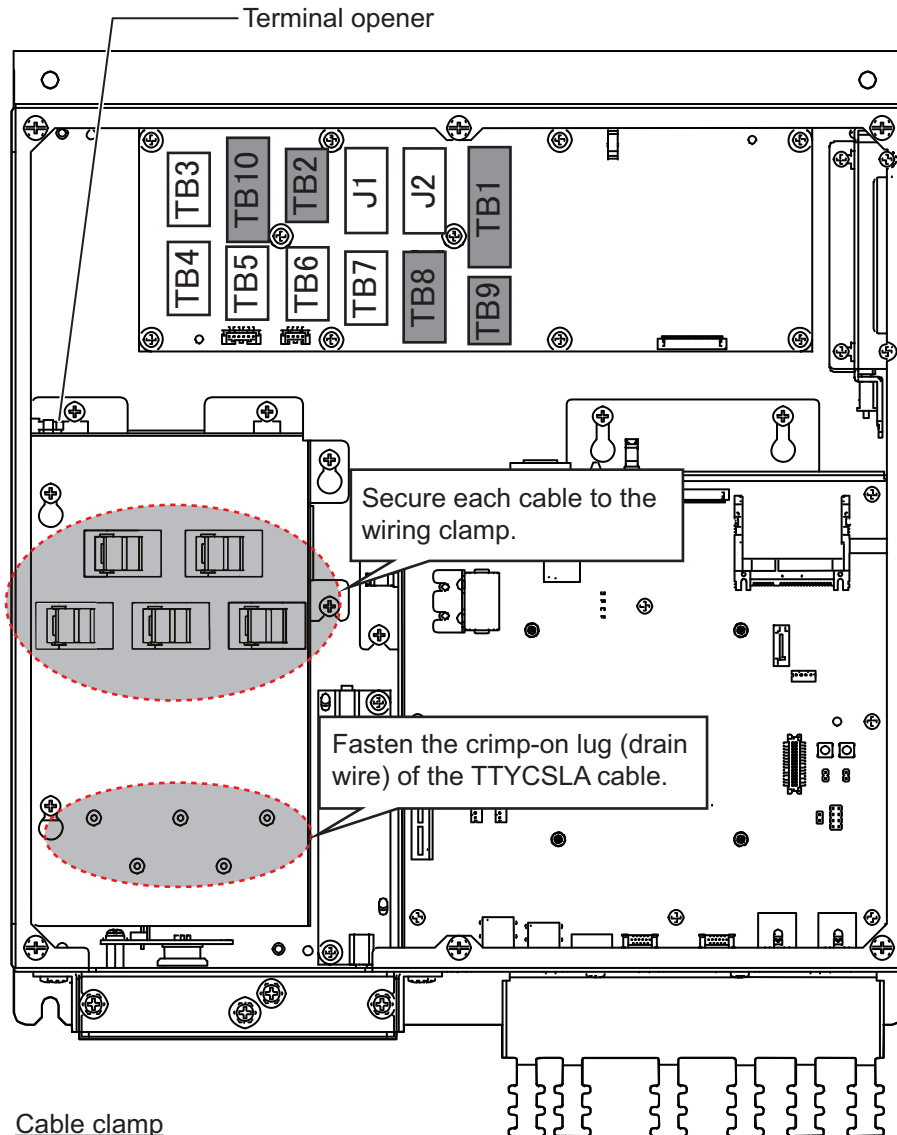 Terminal opener
TB3
TB10
TB2
J1
J2
TB1
TB4
TB5
TB6
TB7
TB8
TB9
Secure each cable to the
wiring clamp.
Fasten the crimp-on lug (drain
wire) of the TTYCSLA cable.
Cable clamp